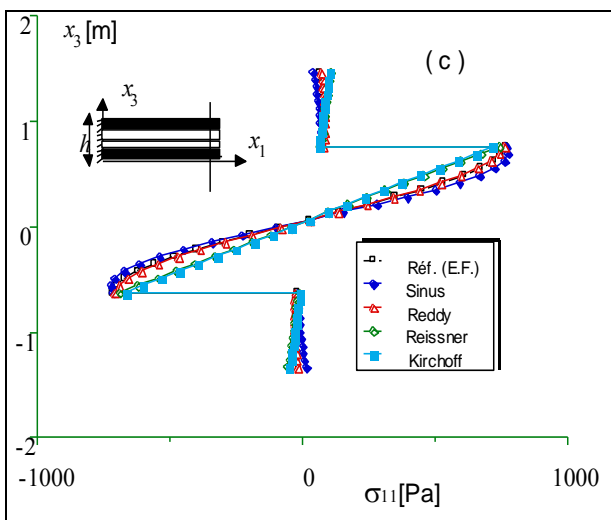 x3 [m]
2
(c)
x3
h
x1
1
0
Réf. (E.F.)
Sinus
Reddy
Reissner
Kirchoff
-1
-2
-1000
0
1000
σ11[Pa]